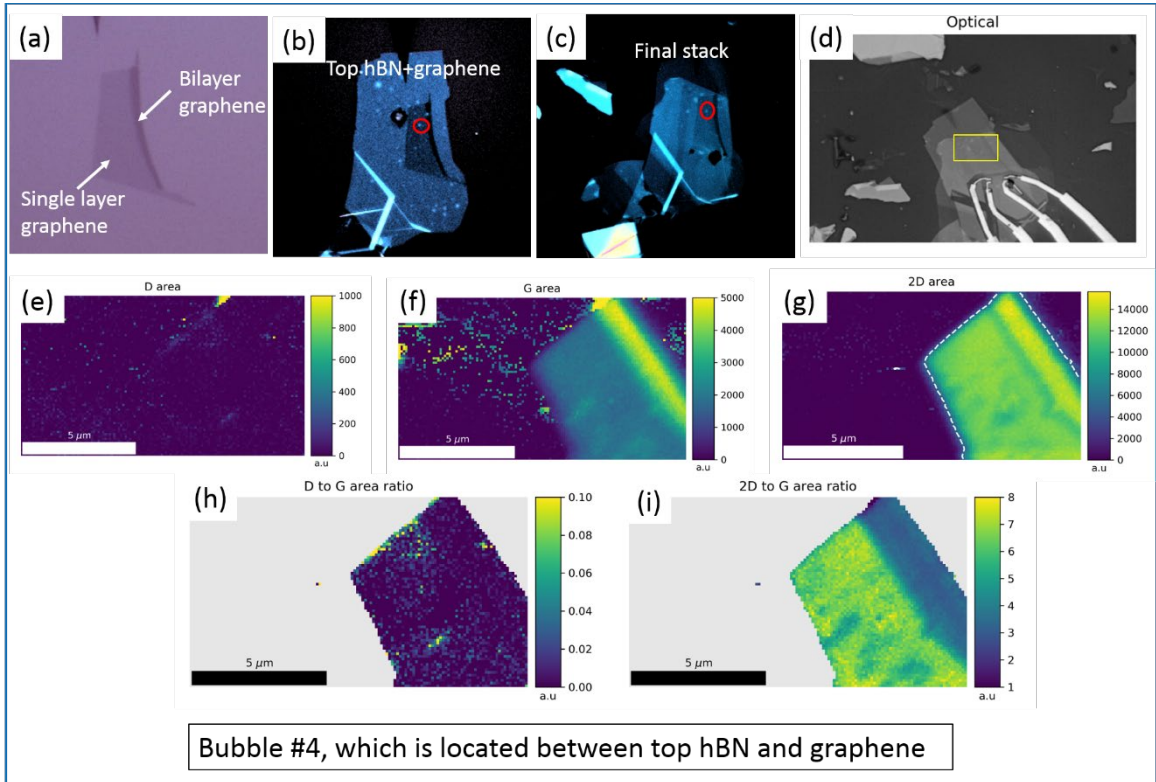 (a)
Bilayer
graphene
Single layer
graphene
(b)
Top hBN+graphene
(c)
Final stack
Optical
(d)
(e)
D area
1000
800
600
400
200
0
a.u
5 μm
(f)
G area
5000
4000
3000
2000
1000
0
a.u
5 μm
(g)
2D area
14000
12000
10000
8000
6000
4000
2000
0
a.u
5 μm
(h)
D to G area ratio
0.10
0.08
0.06
0.04
0.02
0.00
a.u
5 μm
(i)
2D to G area ratio
8
7
6
5
4
3
2
1
a.u
5 μm
Bubble #4, which is located between top hBN and graphene